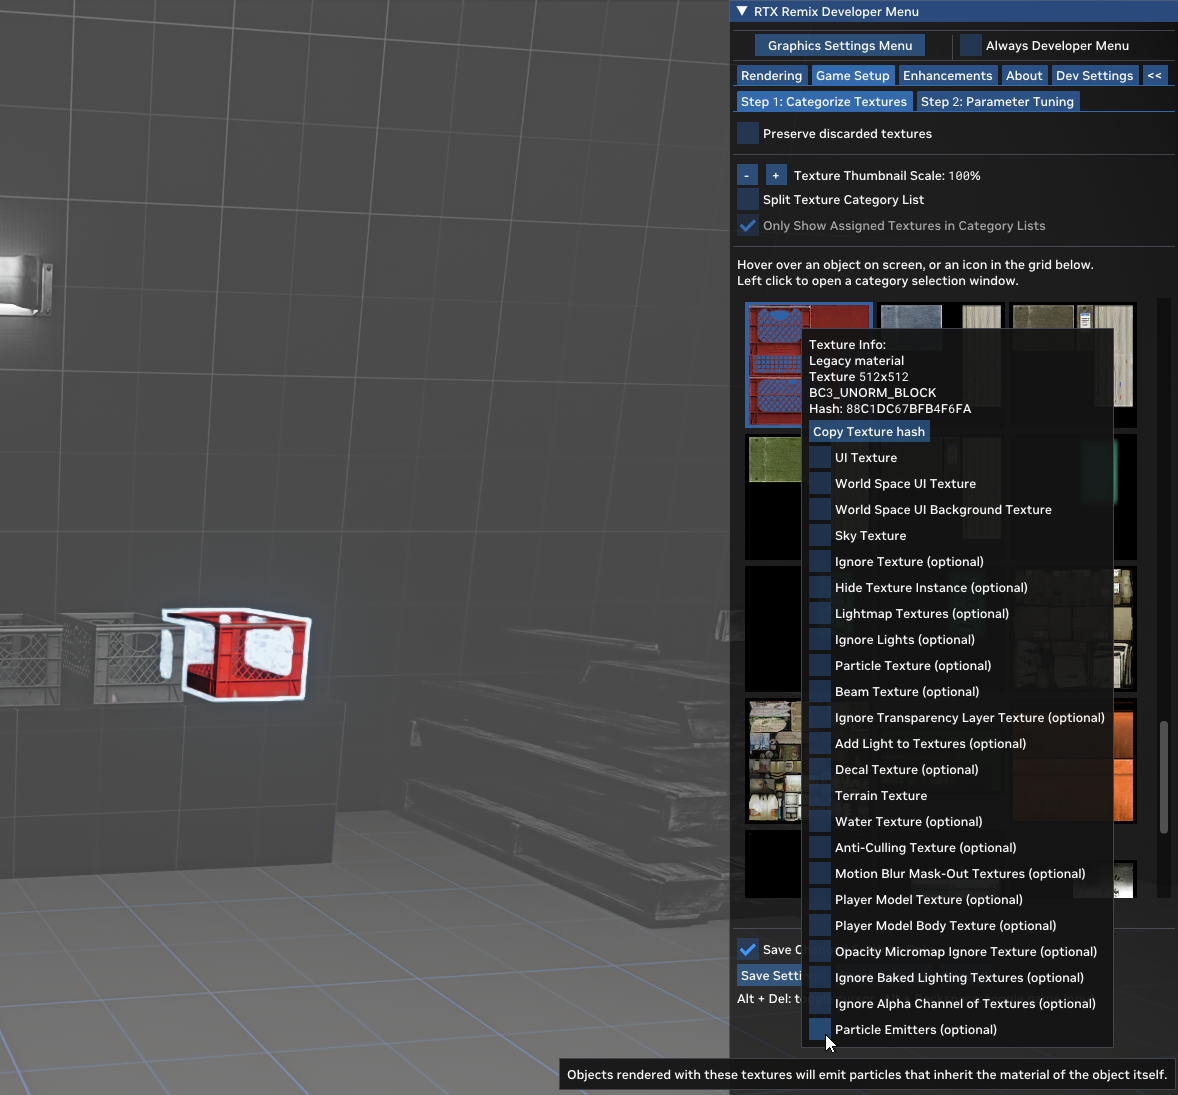 RTX Remix Developer Menu
Graphics Settings Menu
Always Developer Menu
Rendering
Game Setup
Enhancements
About
Dev Settings
<<
Step 1: Categorize Textures
Step 2: Parameter Tuning
Preserve discarded textures
-
+
Texture Thumbnail Scale: 100%
Split Texture Category List
Only Show Assigned Textures in Category Lists
Hover over an object on screen, or an icon in the grid below.
Left click to open a category selection window.
Texture Info:
Legacy material
Texture 512x512
BC3_UNORM_BLOCK
Hash: 88C1DC67BFB4F6FA
Copy Texture hash
UI Texture
World Space UI Texture
World Space UI Background Texture
Sky Texture
Ignore Texture (optional)
Hide Texture Instance (optional)
Lightmap Textures (optional)
Ignore Lights (optional)
Particle Texture (optional)
Beam Texture (optional)
Ignore Transparency Layer Texture (optional)
Add Light to Textures (optional)
Decal Texture (optional)
Terrain Texture
Water Texture (optional)
Anti-Culling Texture (optional)
Motion Blur Mask-Out Textures (optional)
Player Model Texture (optional)
Player Model Body Texture (optional)
Opacity Micromap Ignore Texture (optional)
Ignore Baked Lighting Textures (optional)
Ignore Alpha Channel of Textures (optional)
Particle Emitters (optional)
Save
Save
Alt + Del:
Objects rendered with these textures will emit particles that inherit the material of the object itself.